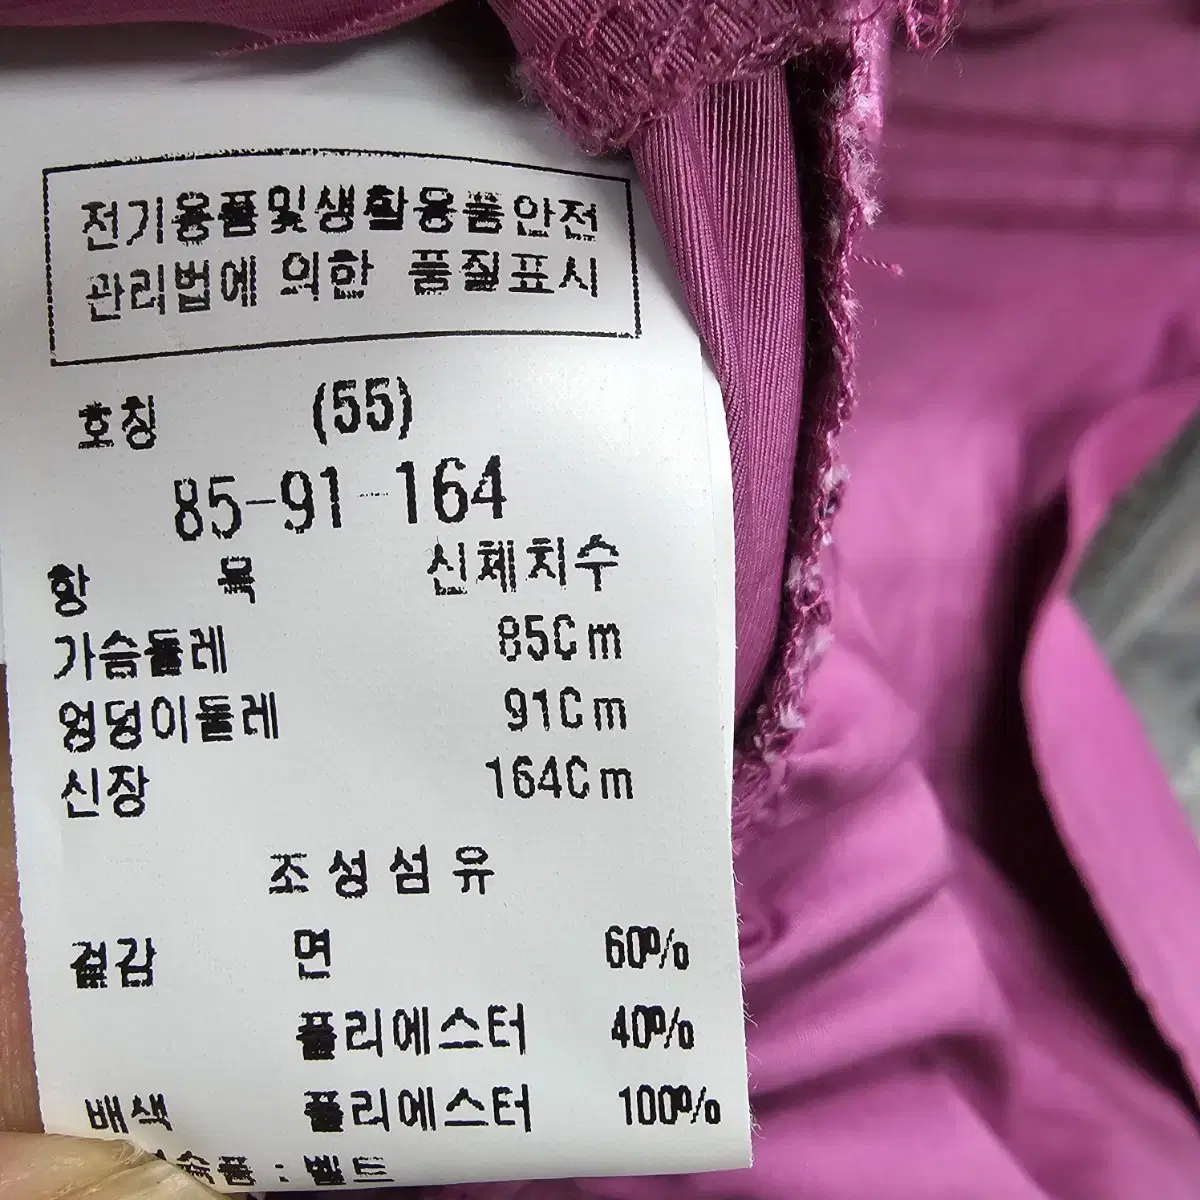 전기용품및생활용품안전
관리법에 의한 품질표시
호칭 (55)
85-91-164
항 목 신체치수
가슴둘레 85Cm
엉덩이둘레 91Cm
신장 164Cm
조성섬유
겉감 면 60%
폴리에스터 40%
배색 폴리에스터 100%
: 벨트